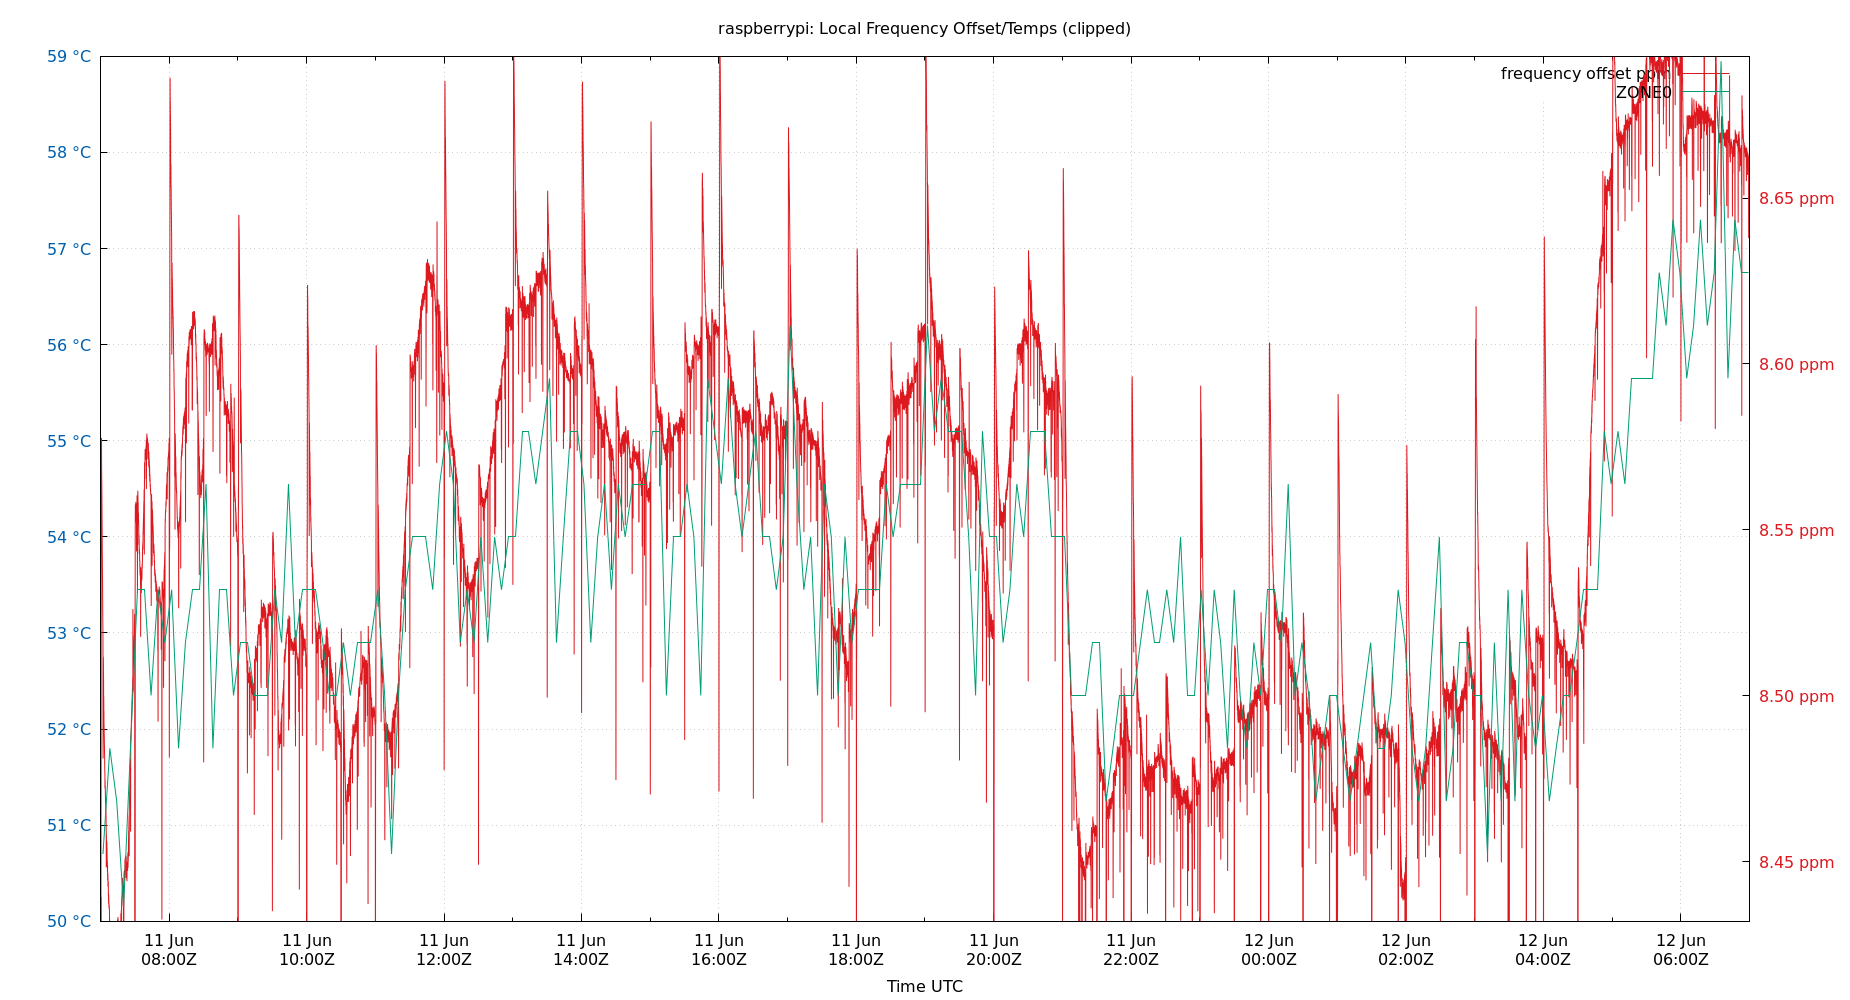 raspberrypi: Local Frequency Offset/Temps (clipped)
59 °C
58 °C
57 °C
56 °C
55 °C
54 °C
53 °C
52 °C
51 °C
50 °C
frequency offset ppm
ZONE0
8.65 ppm
8.60 ppm
8.55 ppm
8.50 ppm
8.45 ppm
11 Jun
08:00Z
11 Jun
10:00Z
11 Jun
12:00Z
11 Jun
14:00Z
11 Jun
16:00Z
11 Jun
18:00Z
11 Jun
20:00Z
11 Jun
22:00Z
12 Jun
00:00Z
12 Jun
02:00Z
12 Jun
04:00Z
12 Jun
06:00Z
Time UTC